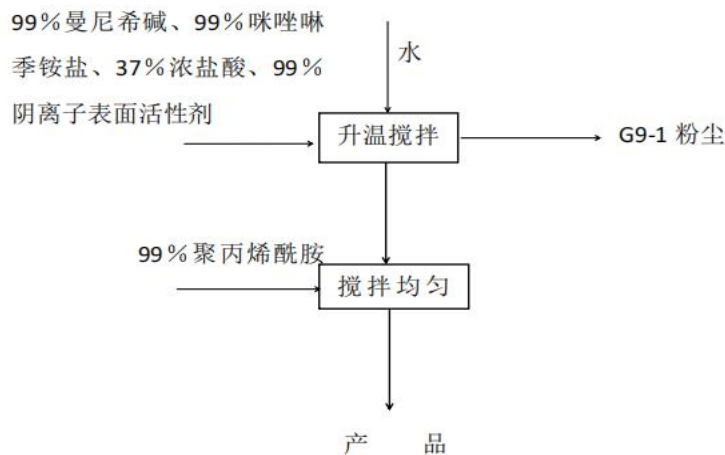 99%曼尼希碱、99%咪唑啉
季铵盐、37%浓盐酸、99%
阴离子表面活性剂
水
升温搅拌
G9-1 粉尘
99%聚丙烯酰胺
搅拌均匀
产 品